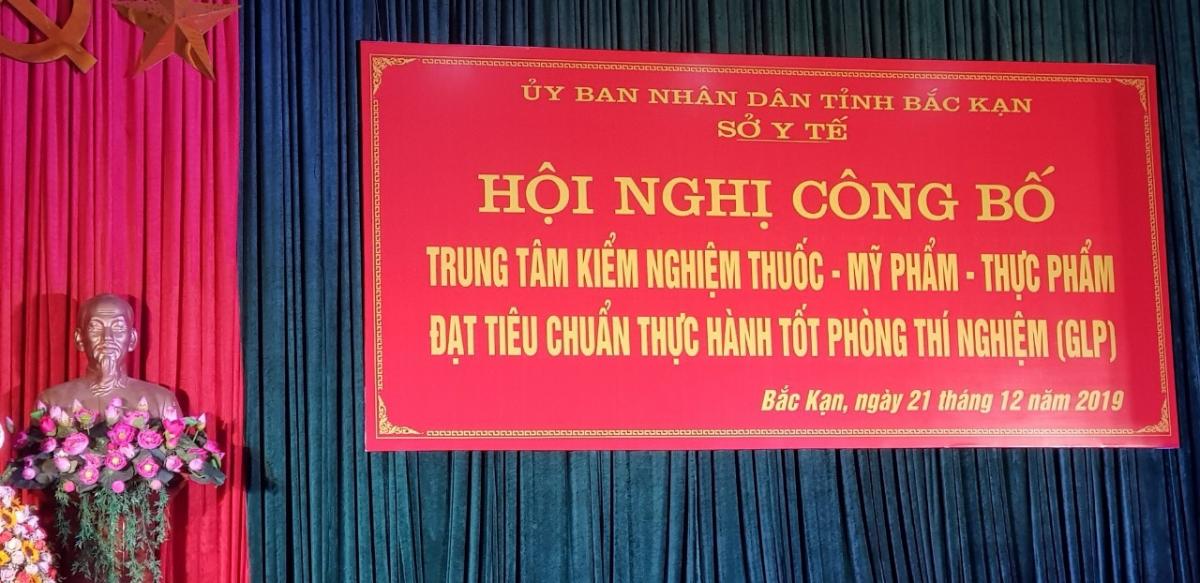 ỦY BAN NHÂN DÂN TỈNH BẮC KẠN
SỞ Y TẾ
HỘI NGHỊ CÔNG BỐ
TRUNG TÂM KIỂM NGHIỆM THUỐC - MỸ PHẨM - THỰC PHẨM
ĐẠT TIÊU CHUẨN THỰC HÀNH TỐT PHÒNG THÍ NGHIỆM (GLP)
Bắc Kạn, ngày 21 tháng 12 năm 2019